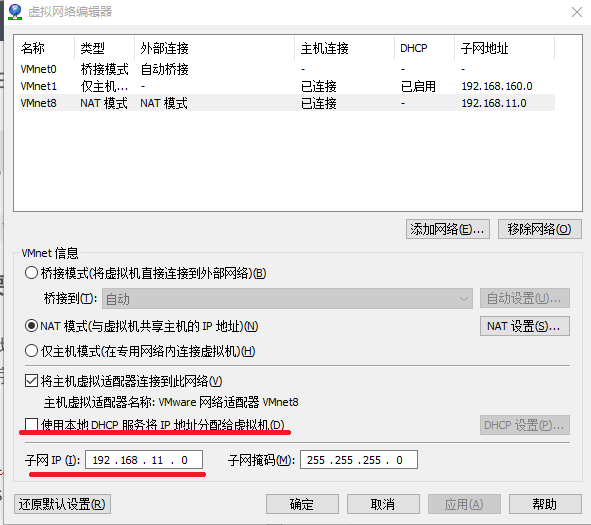 虚拟网络编辑器
名称 类型 外部连接 主机连接 DHCP 子网地址
VMnet0 桥接模式 自动桥接 - - -
VMnet1 仅主机... - 已连接 已启用 192.168.160.0
VMnet8 NAT 模式 NAT 模式 已连接 - 192.168.11.0
添加网络(E)... 移除网络(O)
VMnet 信息
桥接模式(将虚拟机直接连接到外部网络)(B)
桥接到(T): 自动 自动设置(U)...
NAT 模式(与虚拟机共享主机的 IP 地址)(N) NAT 设置(S)...
仅主机模式(在专用网络内连接虚拟机)(H)
将主机虚拟适配器连接到此网络(V)
主机虚拟适配器名称: VMware 网络适配器 VMnet8
使用本地 DHCP 服务将 IP 地址分配给虚拟机(D) DHCP 设置(P)...
子网 IP (I): 192 . 168 . 11 . 0 子网掩码(M): 255 . 255 . 255 . 0
还原默认设置(R) 确定 取消 应用(A) 帮助